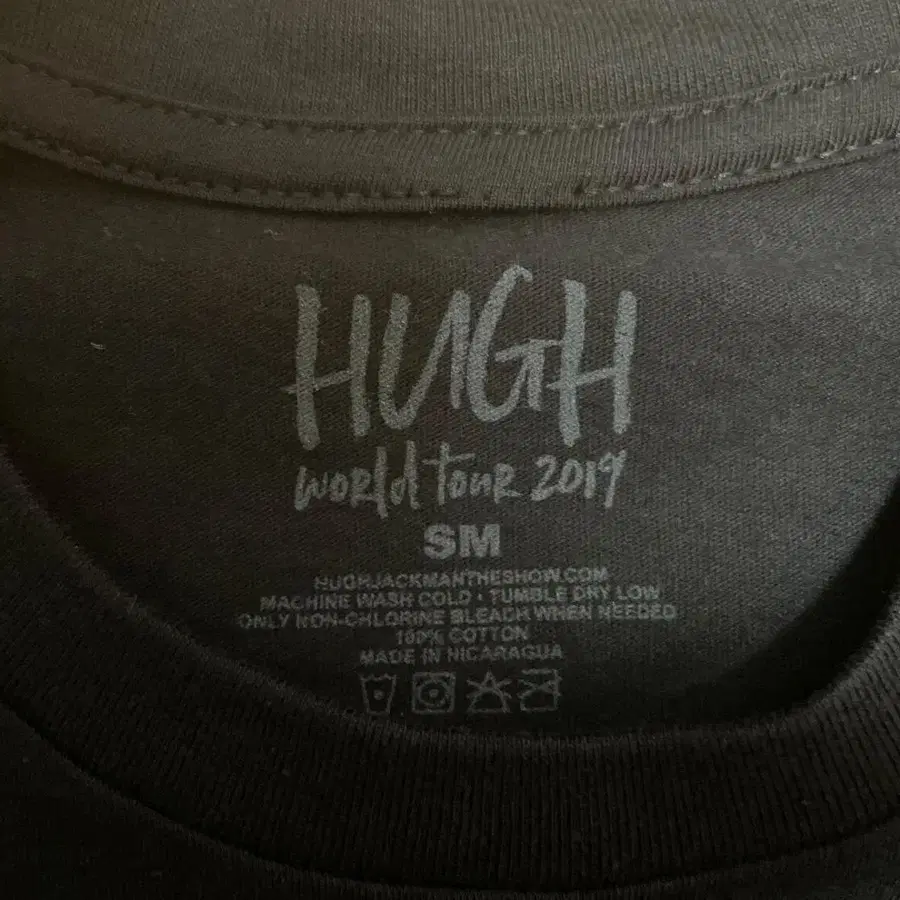 HUGH
WORLD TOUR 2019
SM
HUGHJACKMANTHESHOW.COM
MACHINE WASH COLD • TUMBLE DRY LOW
ONLY NON-CHLORINE BLEACH WHEN NEEDED
100% COTTON
MADE IN NICARAGUA